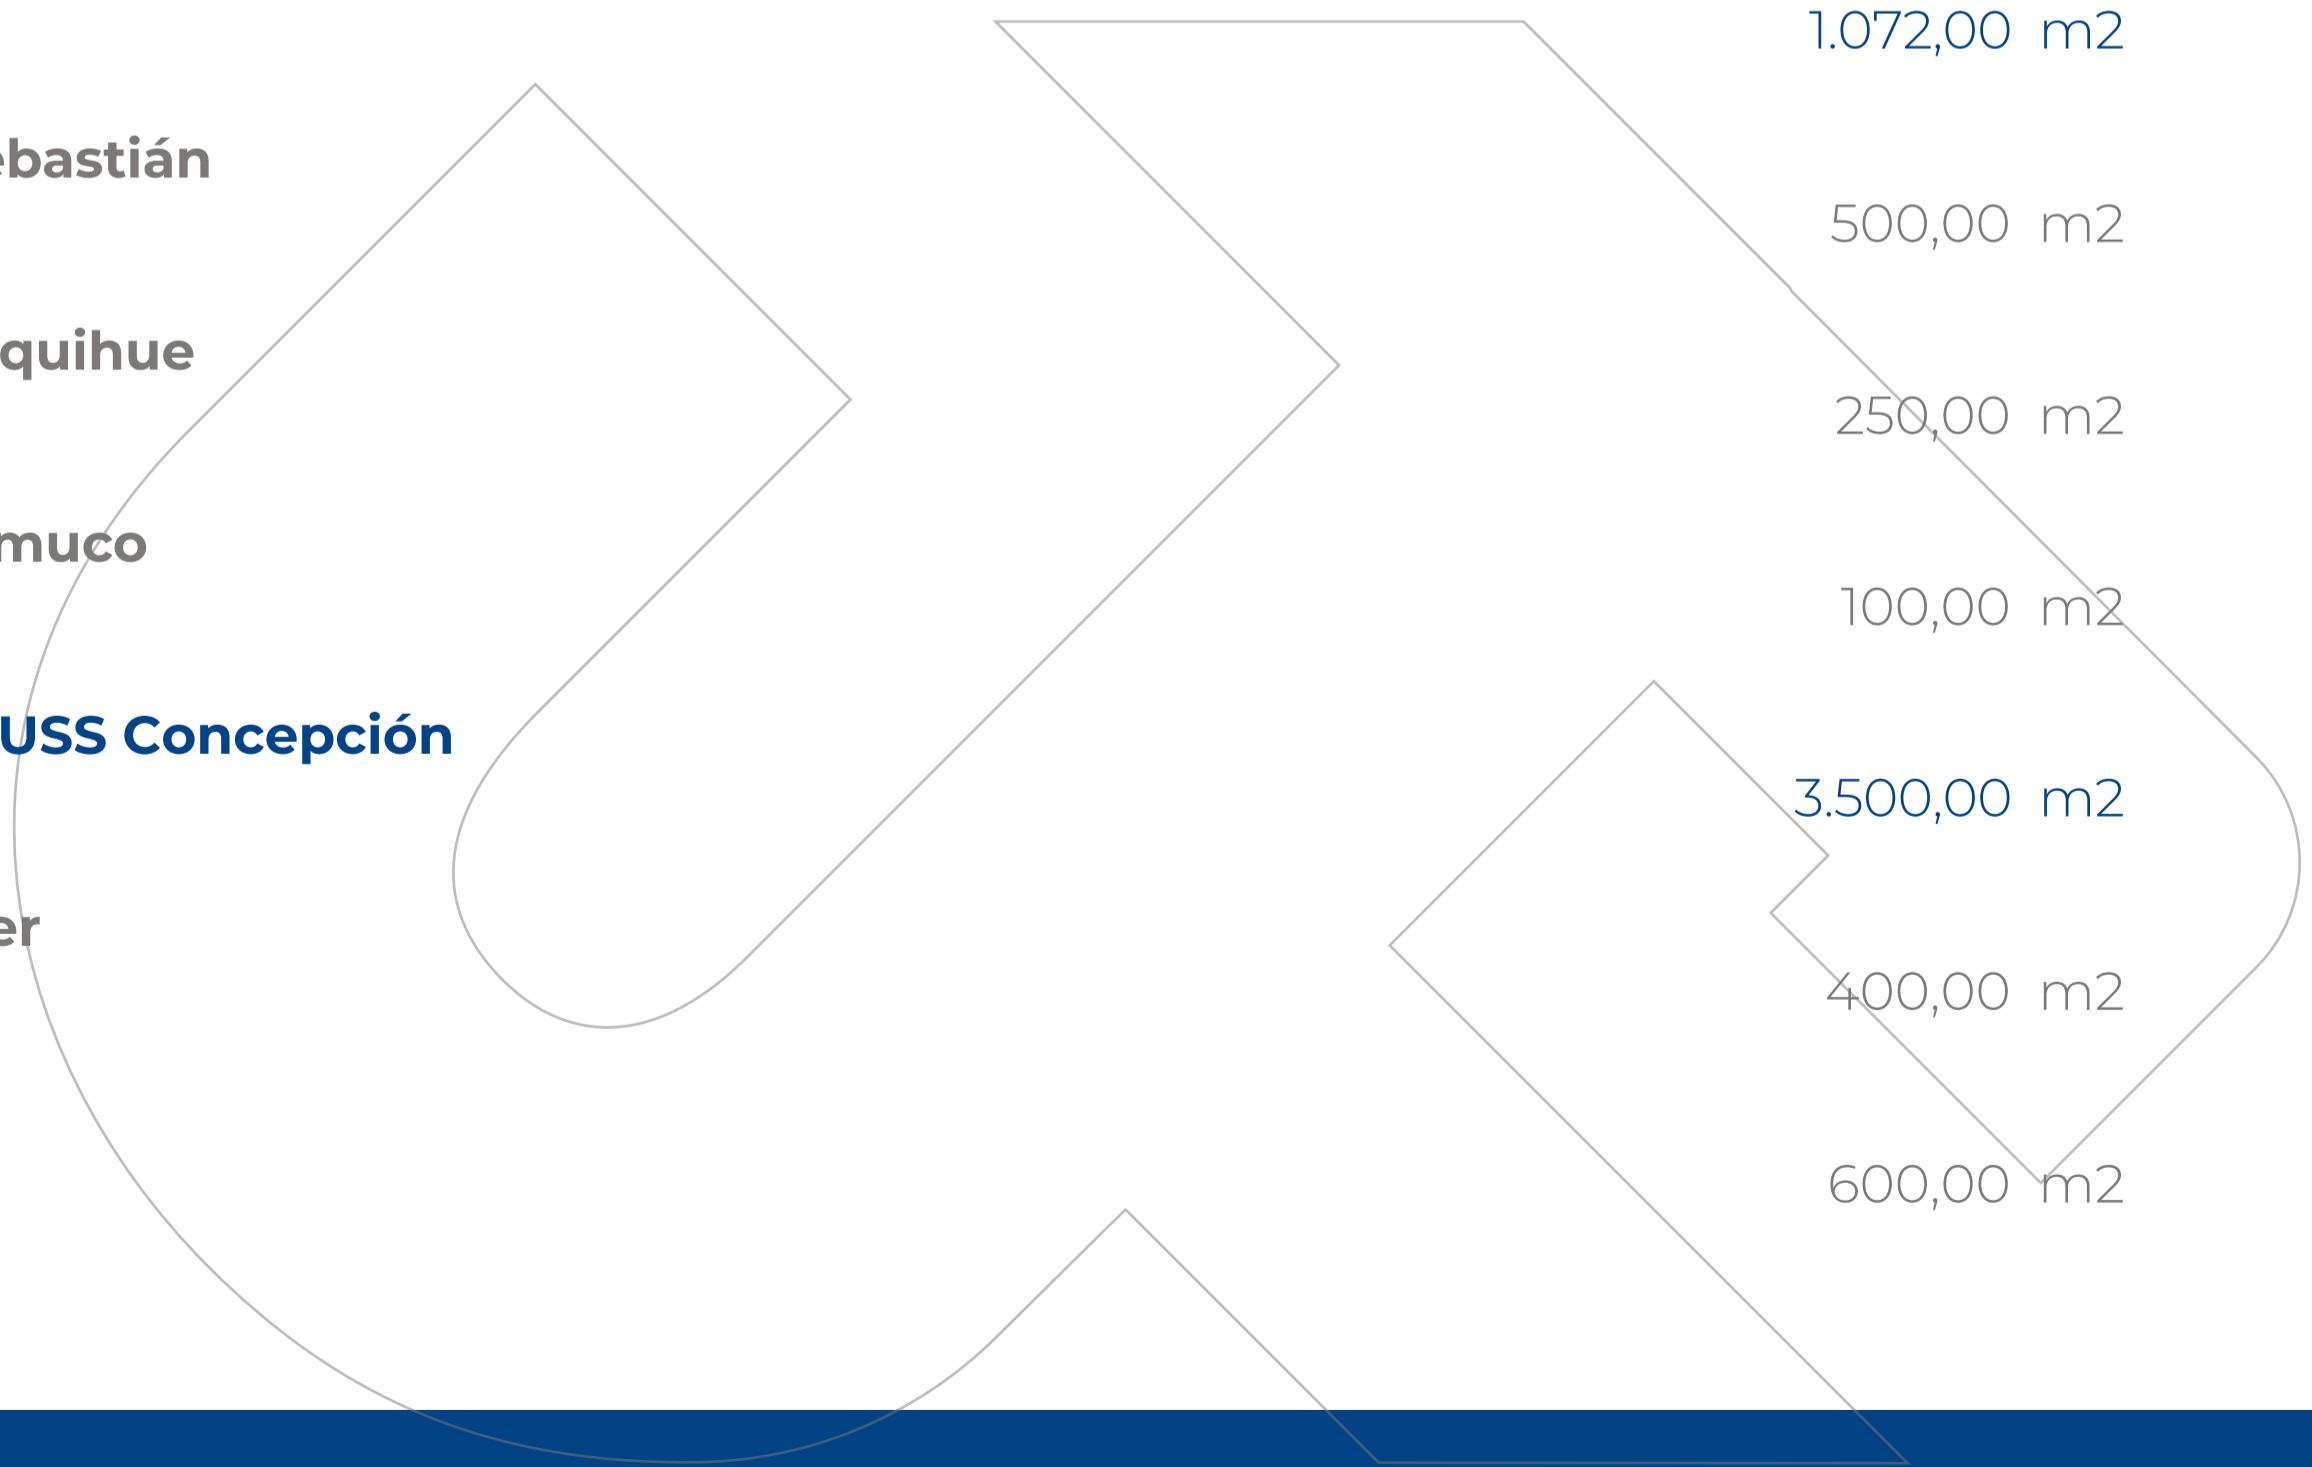 1.072,00 m2
ebastián
500,00 m2
quihue
250,00 m2
muco
100,00 m2
USS Concepción
3.500,00 m2
er
400,00 m2
600,00 m2